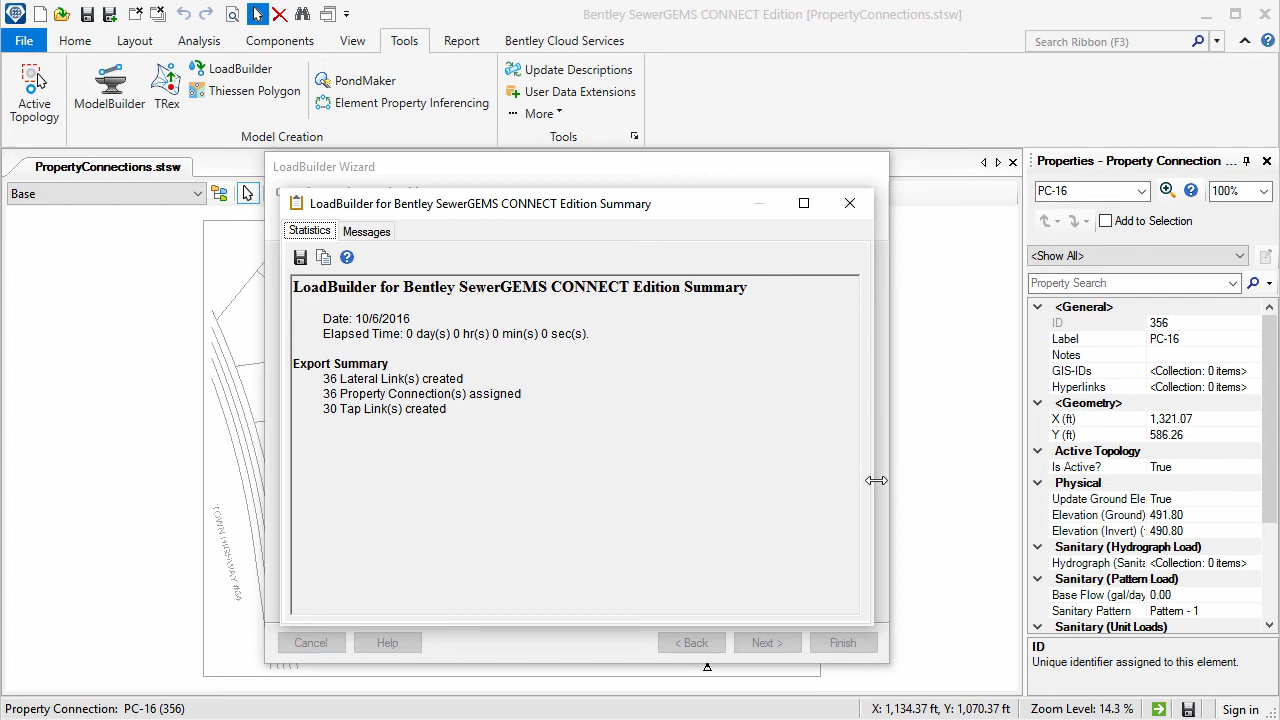 Bentley SewerGEMS CONNECT Edition [PropertyConnections.stsw]
File Home Layout Analysis Components View Tools Report Bentley Cloud Services
Search Ribbon (F3)
Active Topology
ModelBuilder
TRex
LoadBuilder
Thiessen Polygon
PondMaker
Element Property Inferencing
Model Creation
Update Descriptions
User Data Extensions
More
Tools
PropertyConnections.stsw
Base
LoadBuilder Wizard
LoadBuilder for Bentley SewerGEMS CONNECT Edition Summary
Statistics Messages
LoadBuilder for Bentley SewerGEMS CONNECT Edition Summary
Date: 10/6/2016
Elapsed Time: 0 day(s) 0 hr(s) 0 min(s) 0 sec(s).
Export Summary
36 Lateral Link(s) created
36 Property Connection(s) assigned
30 Tap Link(s) created
Cancel Help < Back Next > Finish
TOWN HIGHWAY #64
Properties - Property Connection ...
PC-16 100%
Add to Selection
<Show All>
Property Search
<General>
ID 356
Label PC-16
Notes
GIS-IDs <Collection: 0 items>
Hyperlinks <Collection: 0 items>
<Geometry>
X (ft) 1,321.07
Y (ft) 586.26
Active Topology
Is Active? True
Physical
Update Ground Ele True
Elevation (Ground) 491.80
Elevation (Invert) ( 490.80
Sanitary (Hydrograph Load)
Hydrograph (Sanita <Collection: 0 items>
Sanitary (Pattern Load)
Base Flow (gal/day 0.00
Sanitary Pattern Pattern - 1
Sanitary (Unit Loads)
ID
Unique identifier assigned to this element.
Property Connection: PC-16 (356)
X: 1,134.37 ft, Y: 1,070.37 ft
Zoom Level: 14.3 %
Sign in